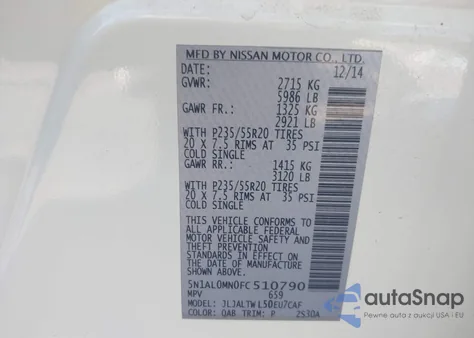 MFD BY NISSAN MOTOR CO., LTD.
DATE: 12/14
GVWR: 2715 KG
5986 LB
GAWR FR.: 1325 KG
2921 LB
WITH P235/55R20 TIRES
20 X 7.5 RIMS AT 35 PSI
COLD SINGLE
GAWR RR.: 1415 KG
3120 LB
WITH P235/55R20 TIRES
20 X 7.5 RIMS AT 35 PSI
COLD SINGLE
THIS VEHICLE CONFORMS TO
ALL APPLICABLE FEDERAL
MOTOR VEHICLE SAFETY AND
THEFT PREVENTION
STANDARDS IN EFFECT ON THE
DATE OF MANUFACTURE
SHOWN ABOVE.
5N1AL0MN0FC510790
MPV 659
MODEL: JLJALTWL50EU7CAF
COLOR: QAB TRIM: P 2S30A
autoSnap
Pewne auto z USA i Kanady